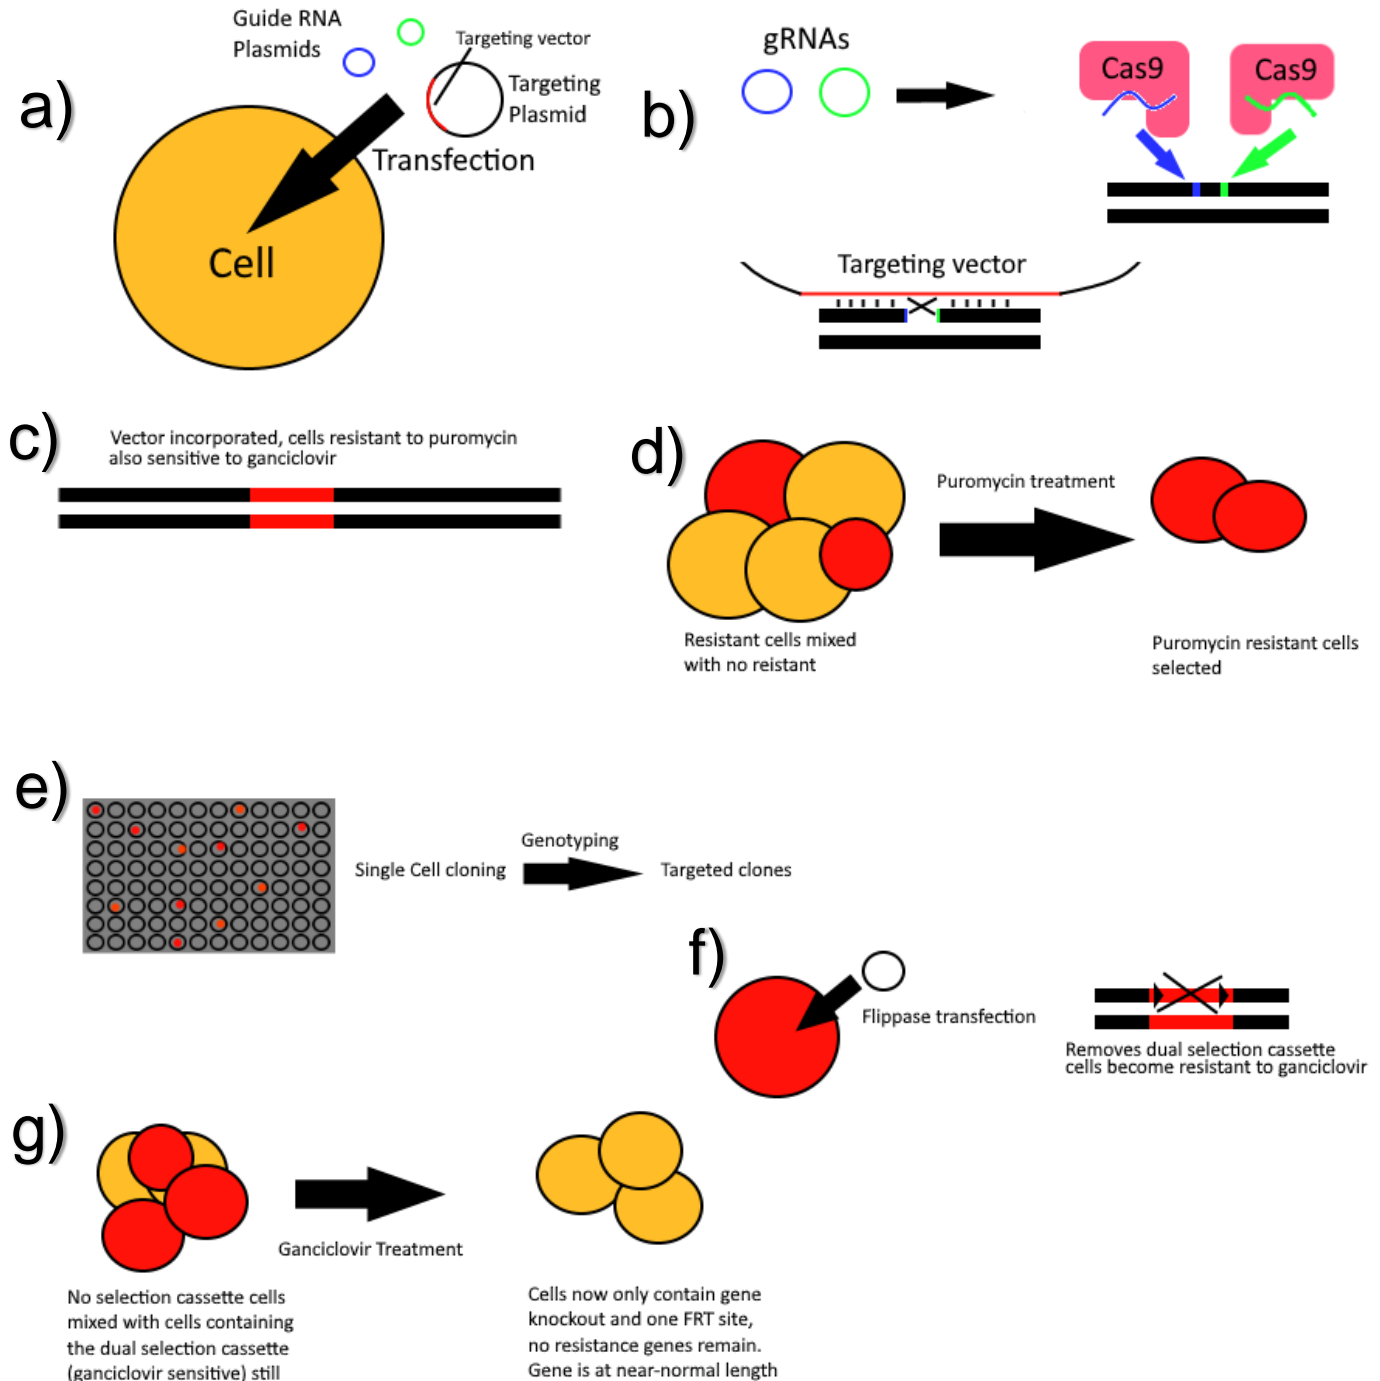 a)
Guide RNA
Plasmids
Targeting vector
Targeting
Plasmid
Transfection
Cell
b)
gRNAs
Cas9
Cas9
Targeting vector
c)
Vector incorporated, cells resistant to puromycin
also sensitive to ganciclovir
d)
Puromycin treatment
Resistant cells mixed
with no reistant
Puromycin resistant cells
selected
e)
Single Cell cloning
Genotyping
Targeted clones
f)
Flippase transfection
Removes dual selection cassette
cells become resistant to ganciclovir
g)
Ganciclovir Treatment
No selection cassette cells
mixed with cells containing
the dual selection cassette
(ganciclovir sensitive) still
Cells now only contain gene
knockout and one FRT site,
no resistance genes remain.
Gene is at near-normal length